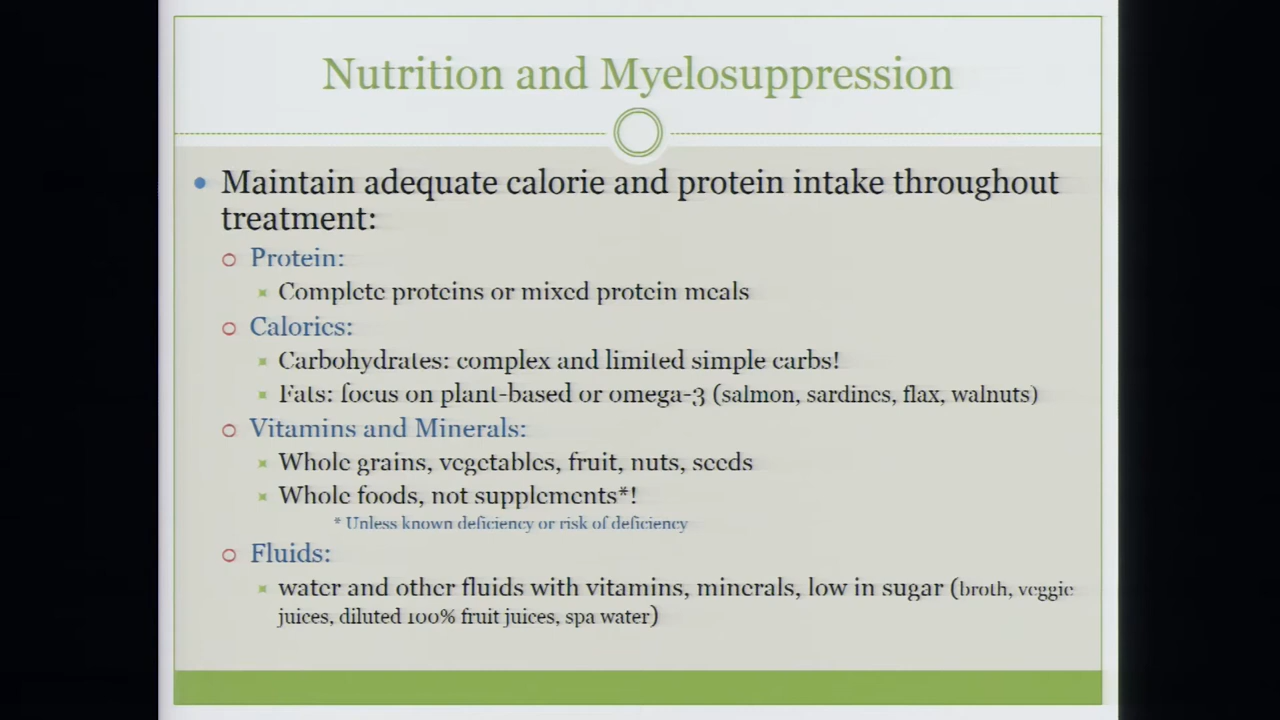 Nutrition and Myelosuppression
Maintain adequate calorie and protein intake throughout
treatment:
Protein:
Complete proteins or mixed protein meals
Calories:
Carbohydrates: complex and limited simple carbs!
Fats: focus on plant-based or omega-3 (salmon, sardines, flax, walnuts)
Vitamins and Minerals:
Whole grains, vegetables, fruit, nuts, seeds
Whole foods, not supplements*!
* Unless known deficiency or risk of deficiency
Fluids:
water and other fluids with vitamins, minerals, low in sugar (broth, veggie
juices, diluted 100% fruit juices, spa water)